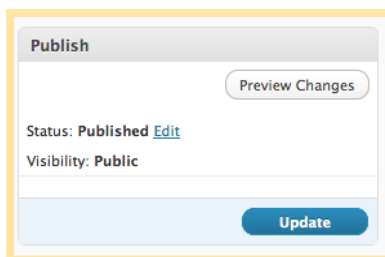 Publish
Preview Changes
Status: Published Edit
Visibility: Public
Update